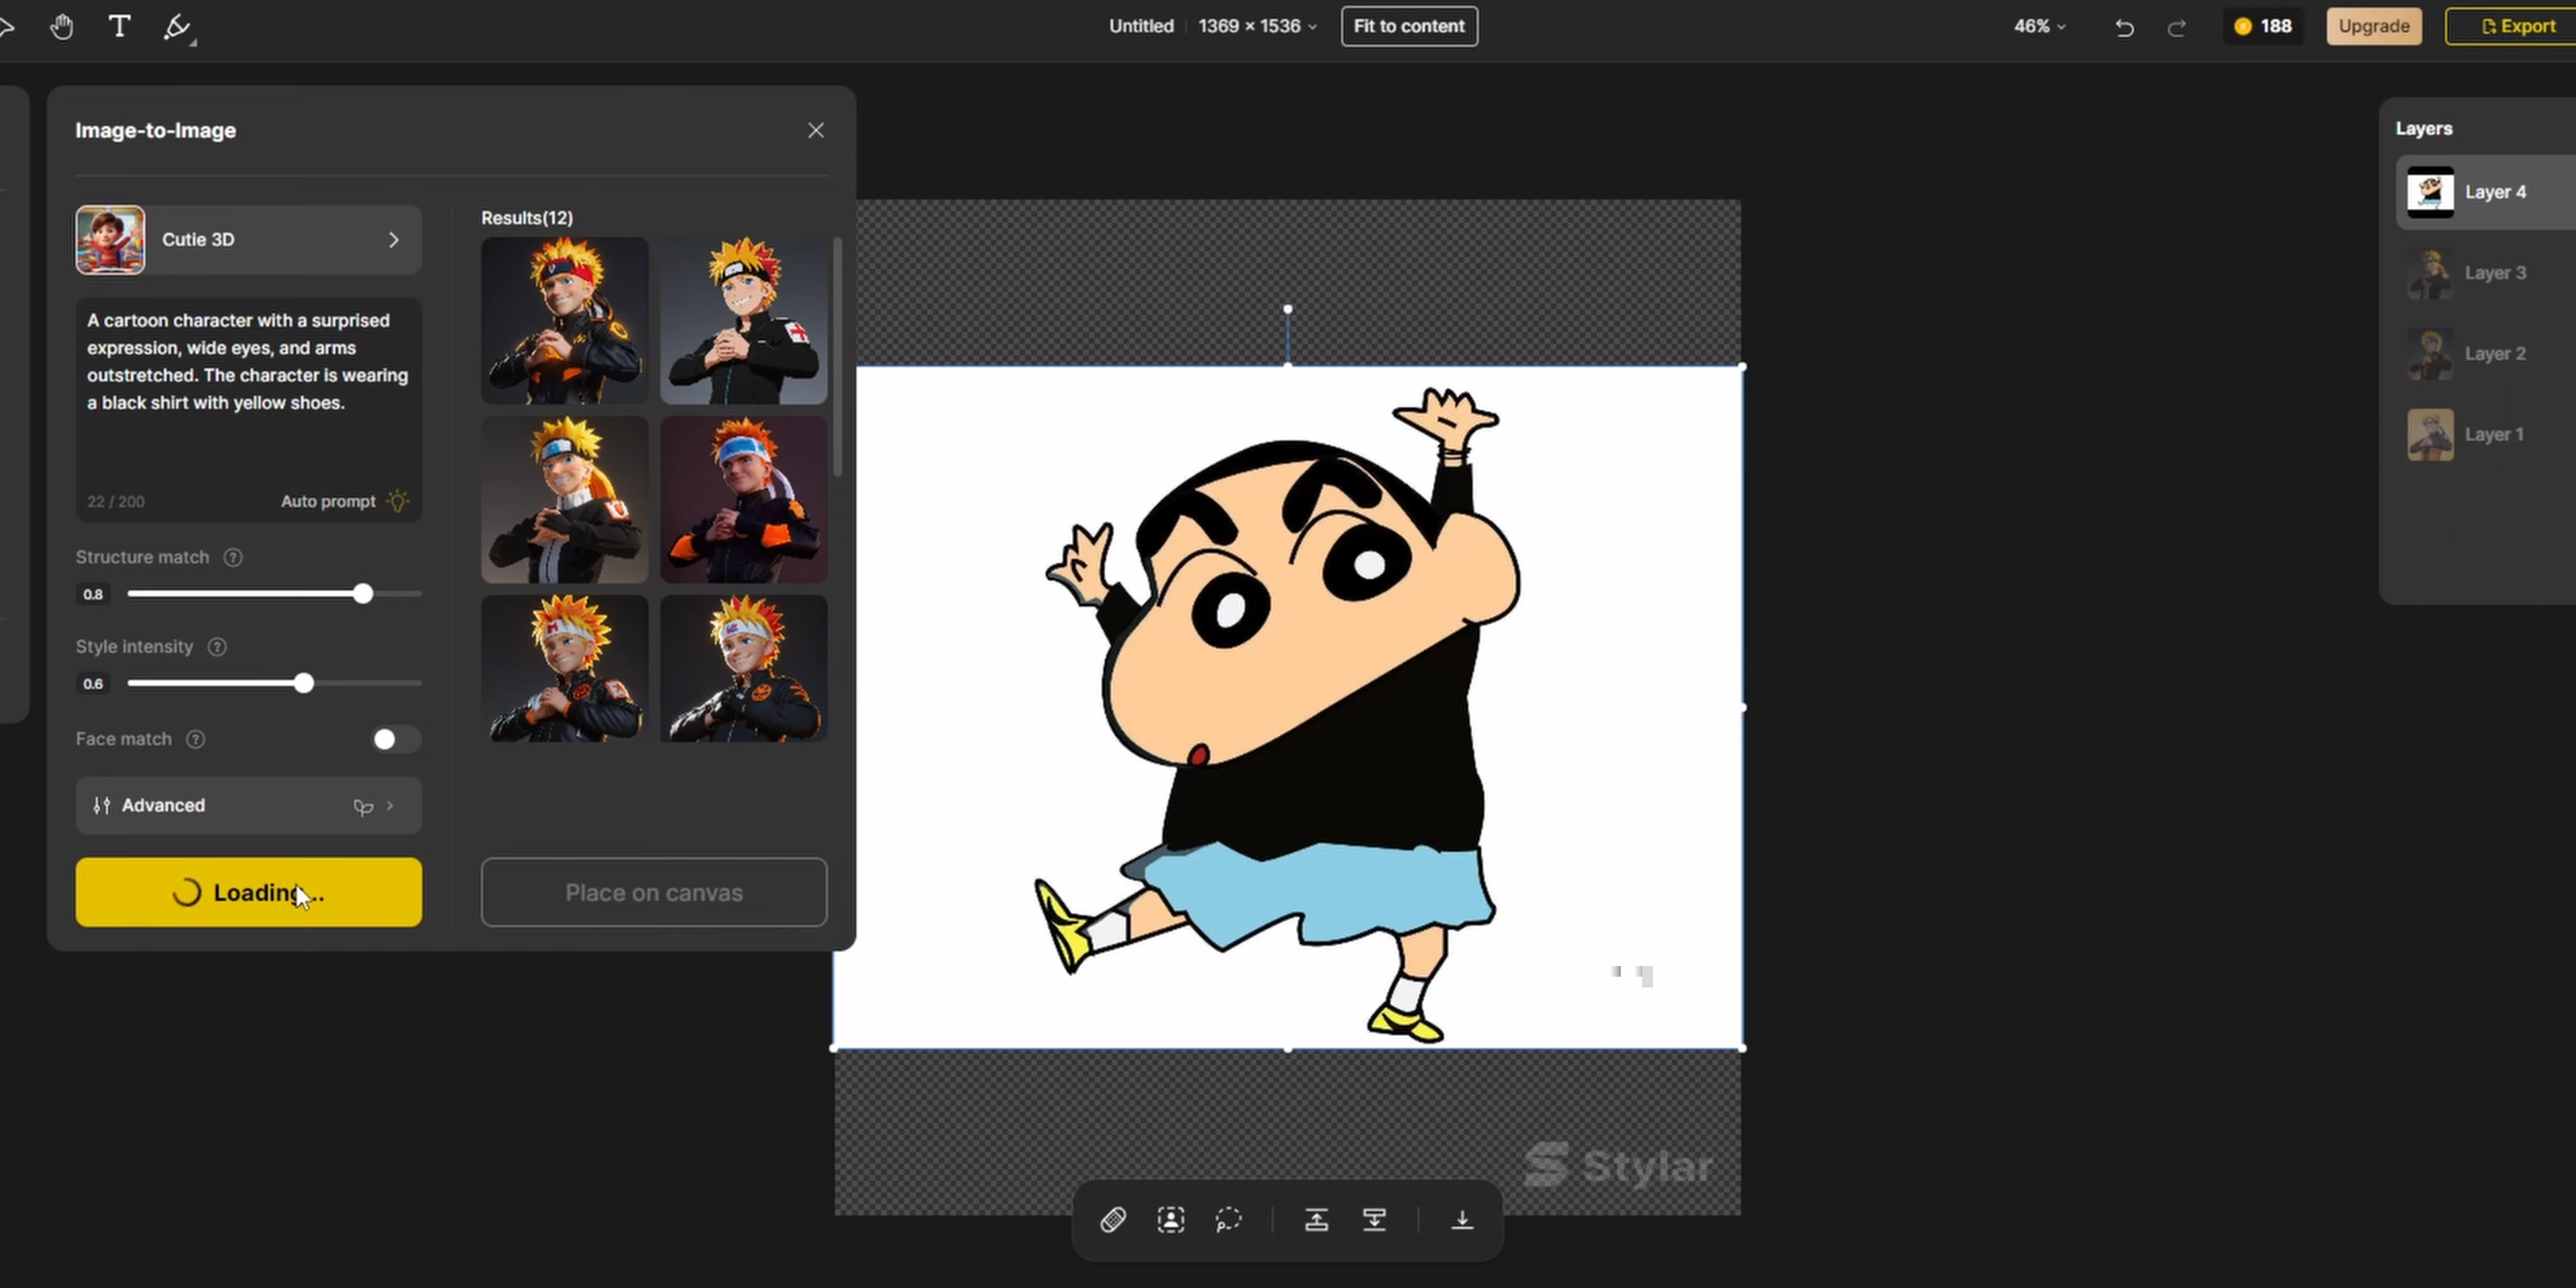 Untitled
1369 × 1536
Fit to content
46%
188
Upgrade
Export
Image-to-Image
Cutie 3D
A cartoon character with a surprised
expression, wide eyes, and arms
outstretched. The character is wearing
a black shirt with yellow shoes.
22 / 200
Auto prompt
Structure match
0.8
Style intensity
0.6
Face match
Advanced
Loading...
Results(12)
Place on canvas
Stylar
Layers
Layer 4
Layer 3
Layer 2
Layer 1